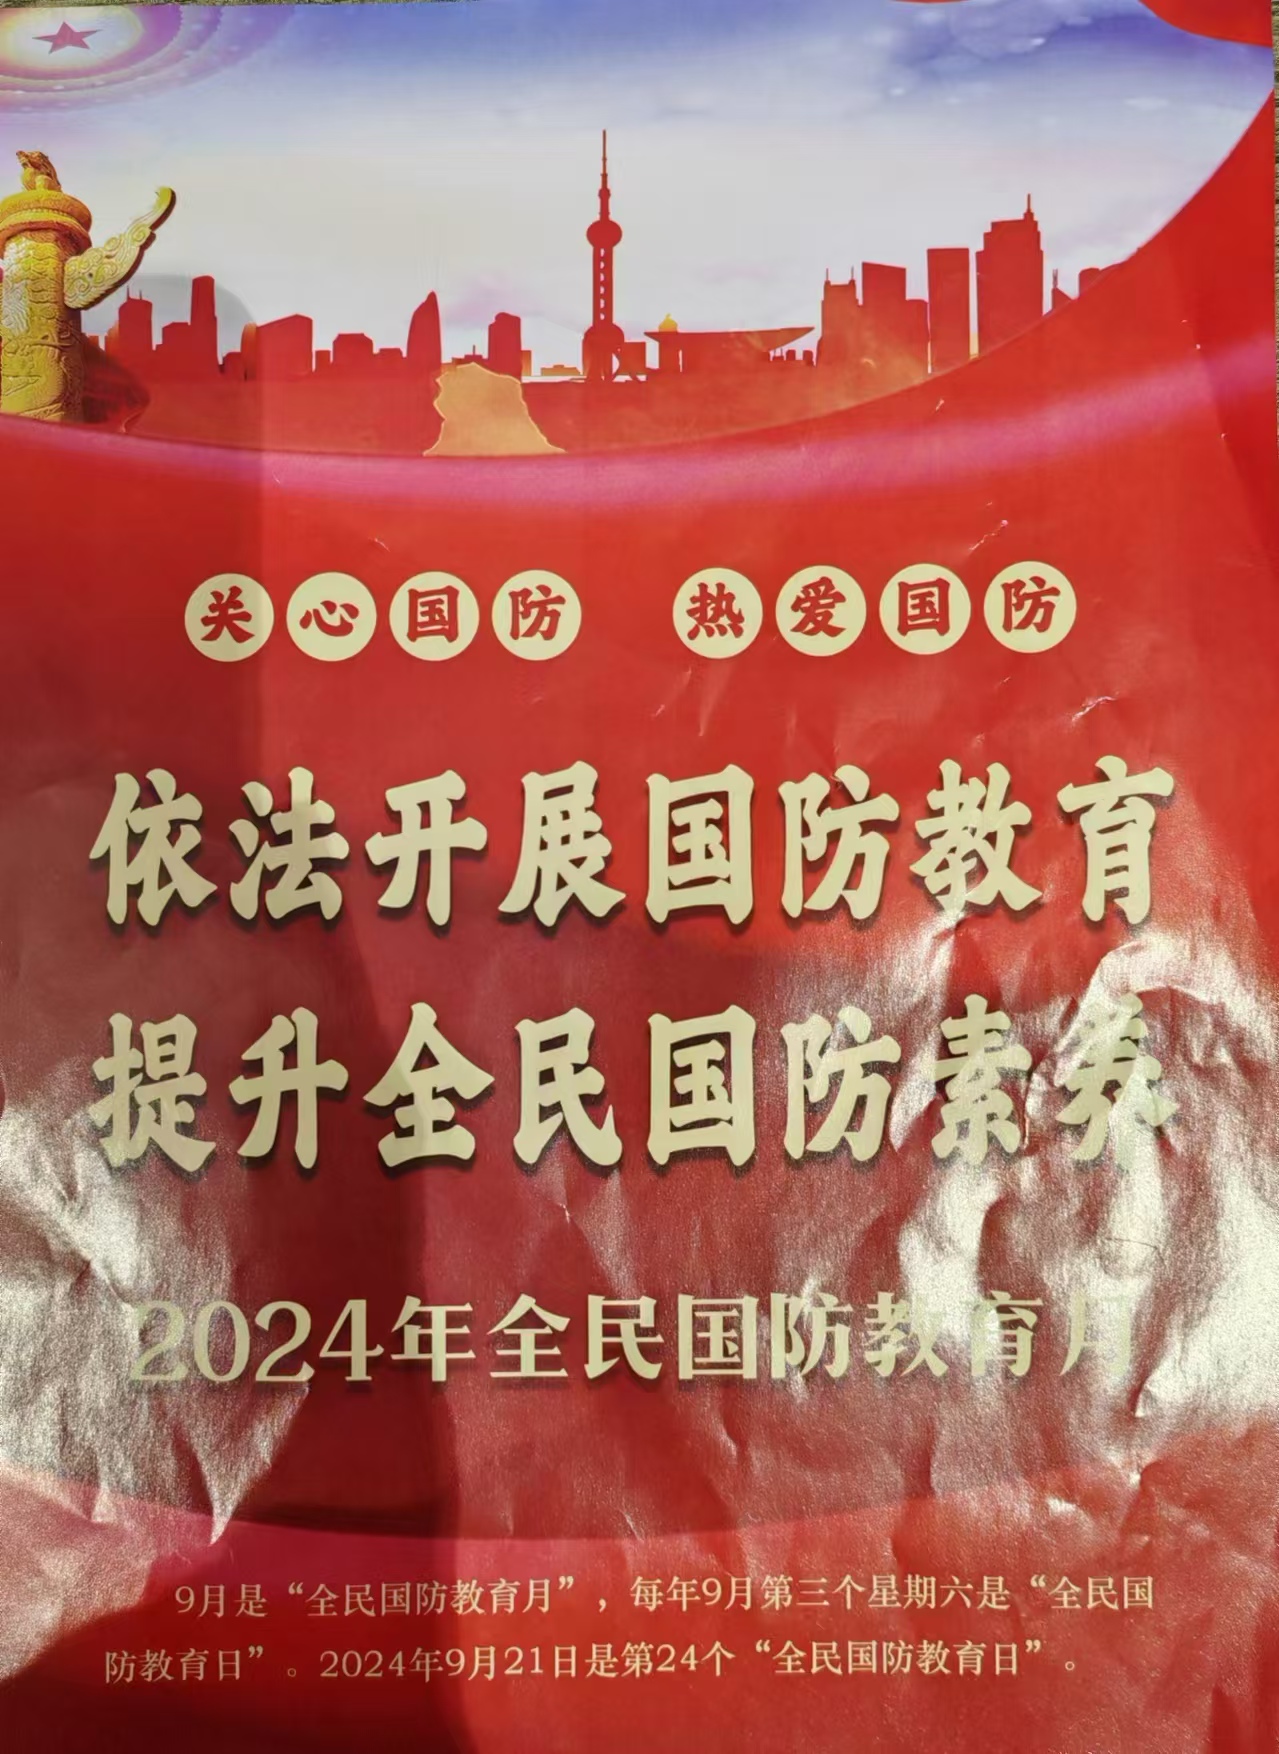 关心国防 热爱国防
依法开展国防教育
提升全民国防素养
2024年全民国防教育月
9月是“全民国防教育月”，每年9月第三个星期六是“全民国
防教育日”。2024年9月21日是第24个“全民国防教育日”。